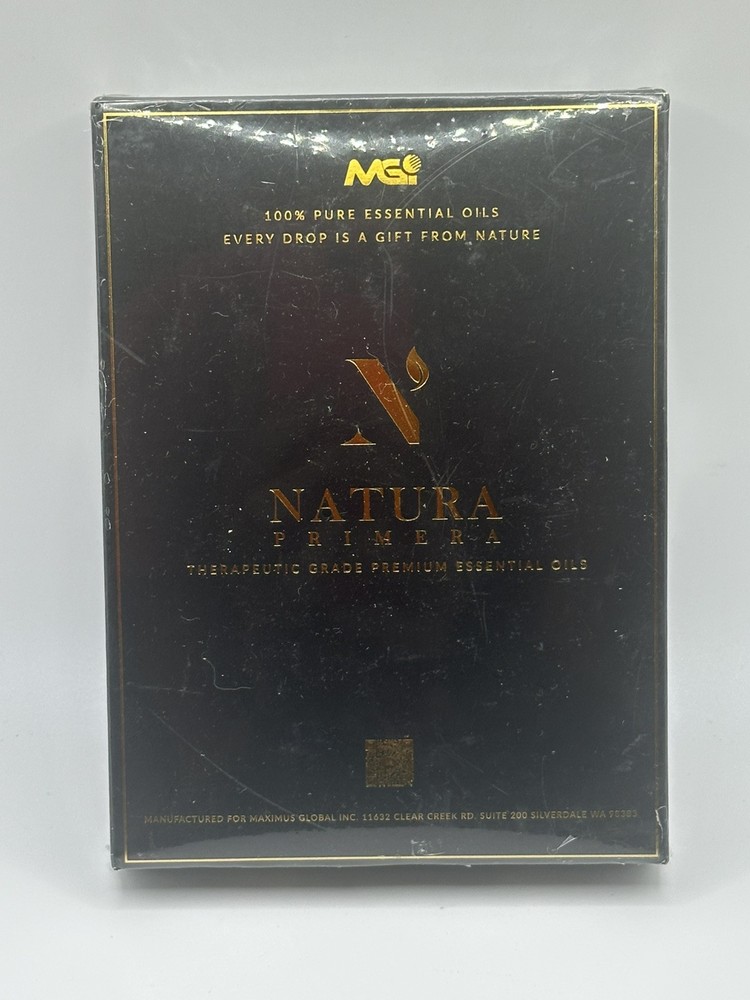 MGi
100% PURE ESSENTIAL OILS
EVERY DROP IS A GIFT FROM NATURE
N
NATURA
PRIMERA
THERAPEUTIC GRADE PREMIUM ESSENTIAL OILS
MANUFACTURED FOR MAXIMUS GLOBAL INC. 11632 CLEAR CREEK RD, SUITE 200 SILVERDALE WA 98383